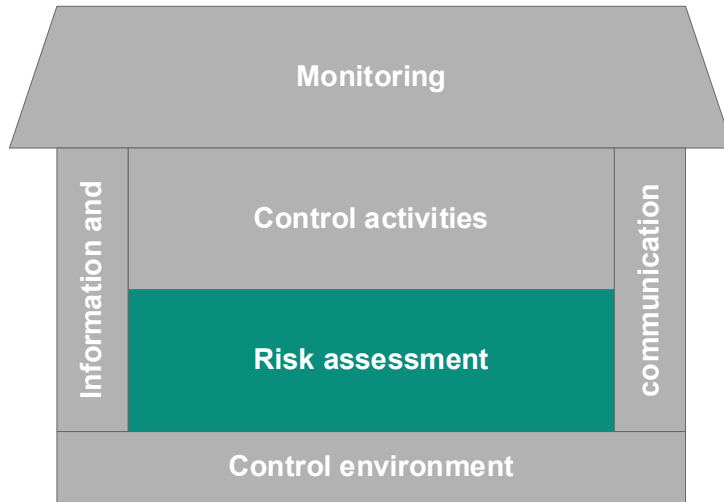 Monitoring
Information and
Control activities
communication
Risk assessment
Control environment